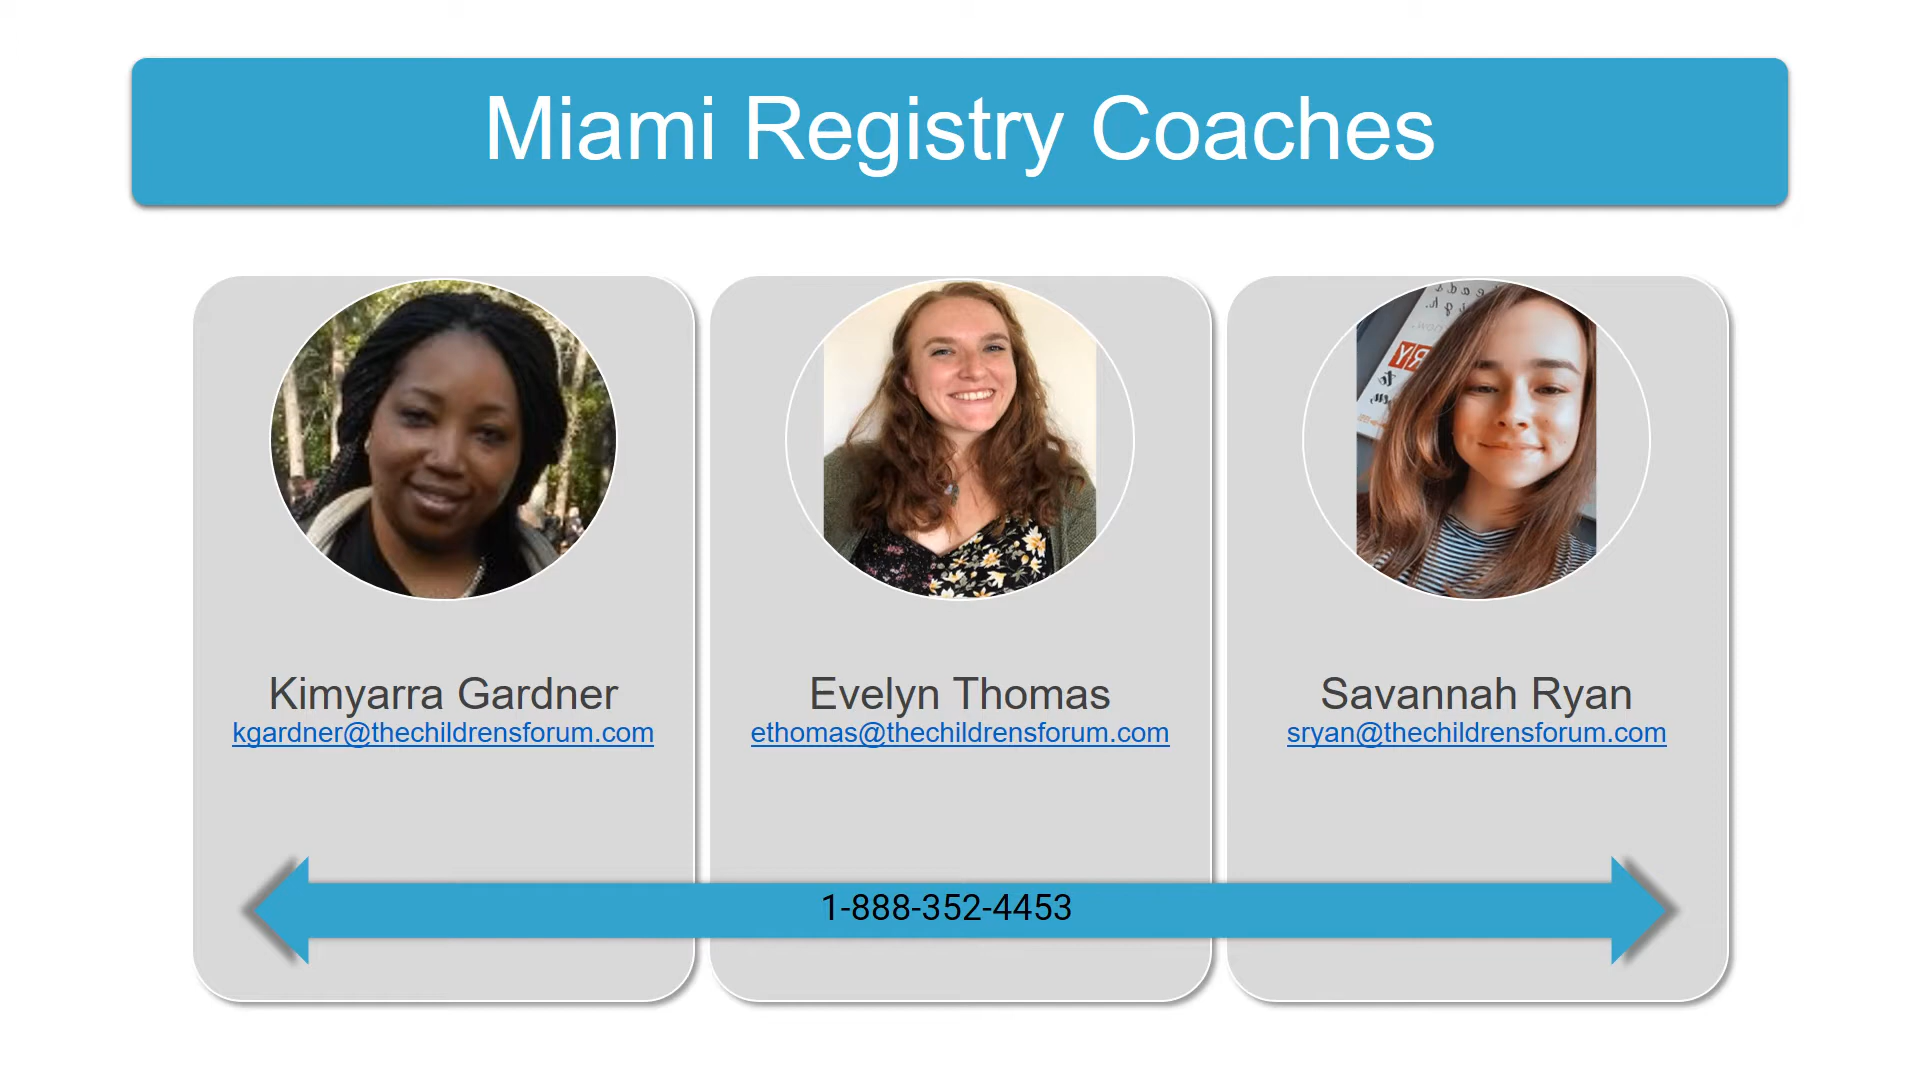 Miami Registry Coaches
Kimyarra Gardner
kgardner@thechildrensforum.com
Evelyn Thomas
ethomas@thechildrensforum.com
Savannah Ryan
sryan@thechildrensforum.com
1-888-352-4453